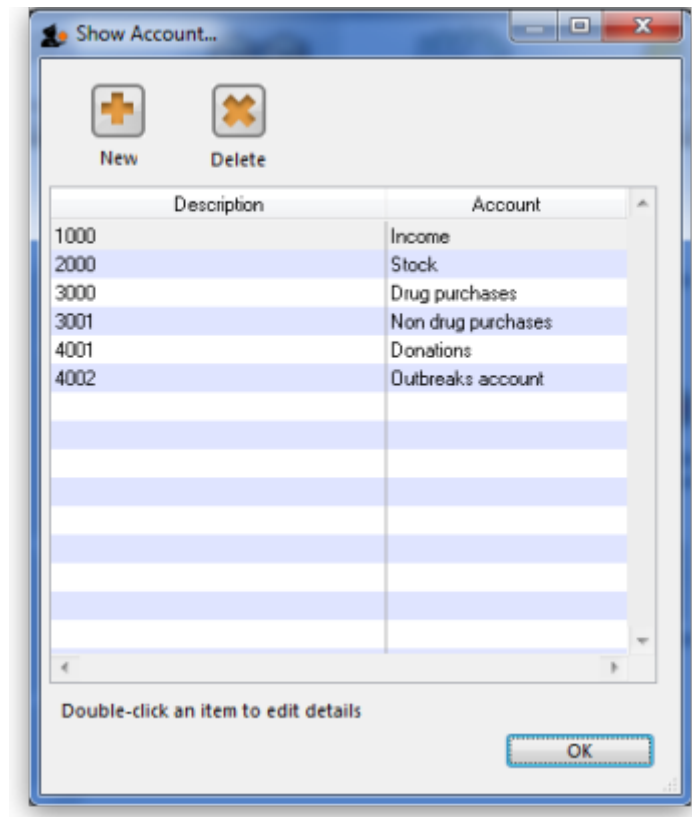 Show Account...
New Delete
Description Account
1000 Income
2000 Stock
3000 Drug purchases
3001 Non drug purchases
4001 Donations
4002 Outbreaks account
Double-click an item to edit details
OK